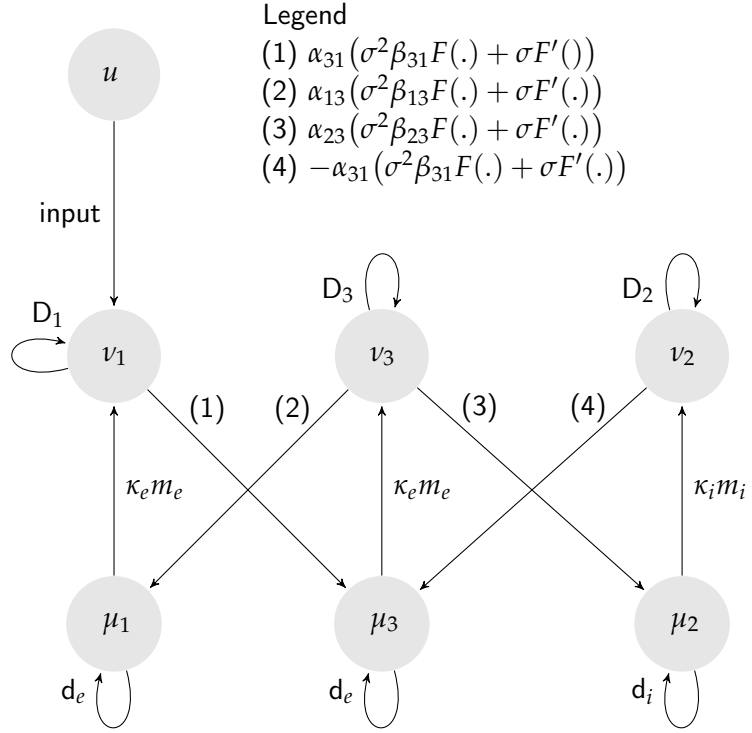 Legend
(1) α₃₁(σ²β₃₁F(.) + σF′())
(2) α₁₃(σ²β₁₃F(.) + σF′(.))
(3) α₂₃(σ²β₂₃F(.) + σF′(.))
(4) −α₃₁(σ²β₃₁F(.) + σF′(.))
u
input
D₁
D₃
D₂
ν₁
ν₃
ν₂
(1)
(2)
(3)
(4)
κₑmₑ
κₑmₑ
κᵢmᵢ
μ₁
μ₃
μ₂
dₑ
dₑ
dᵢ